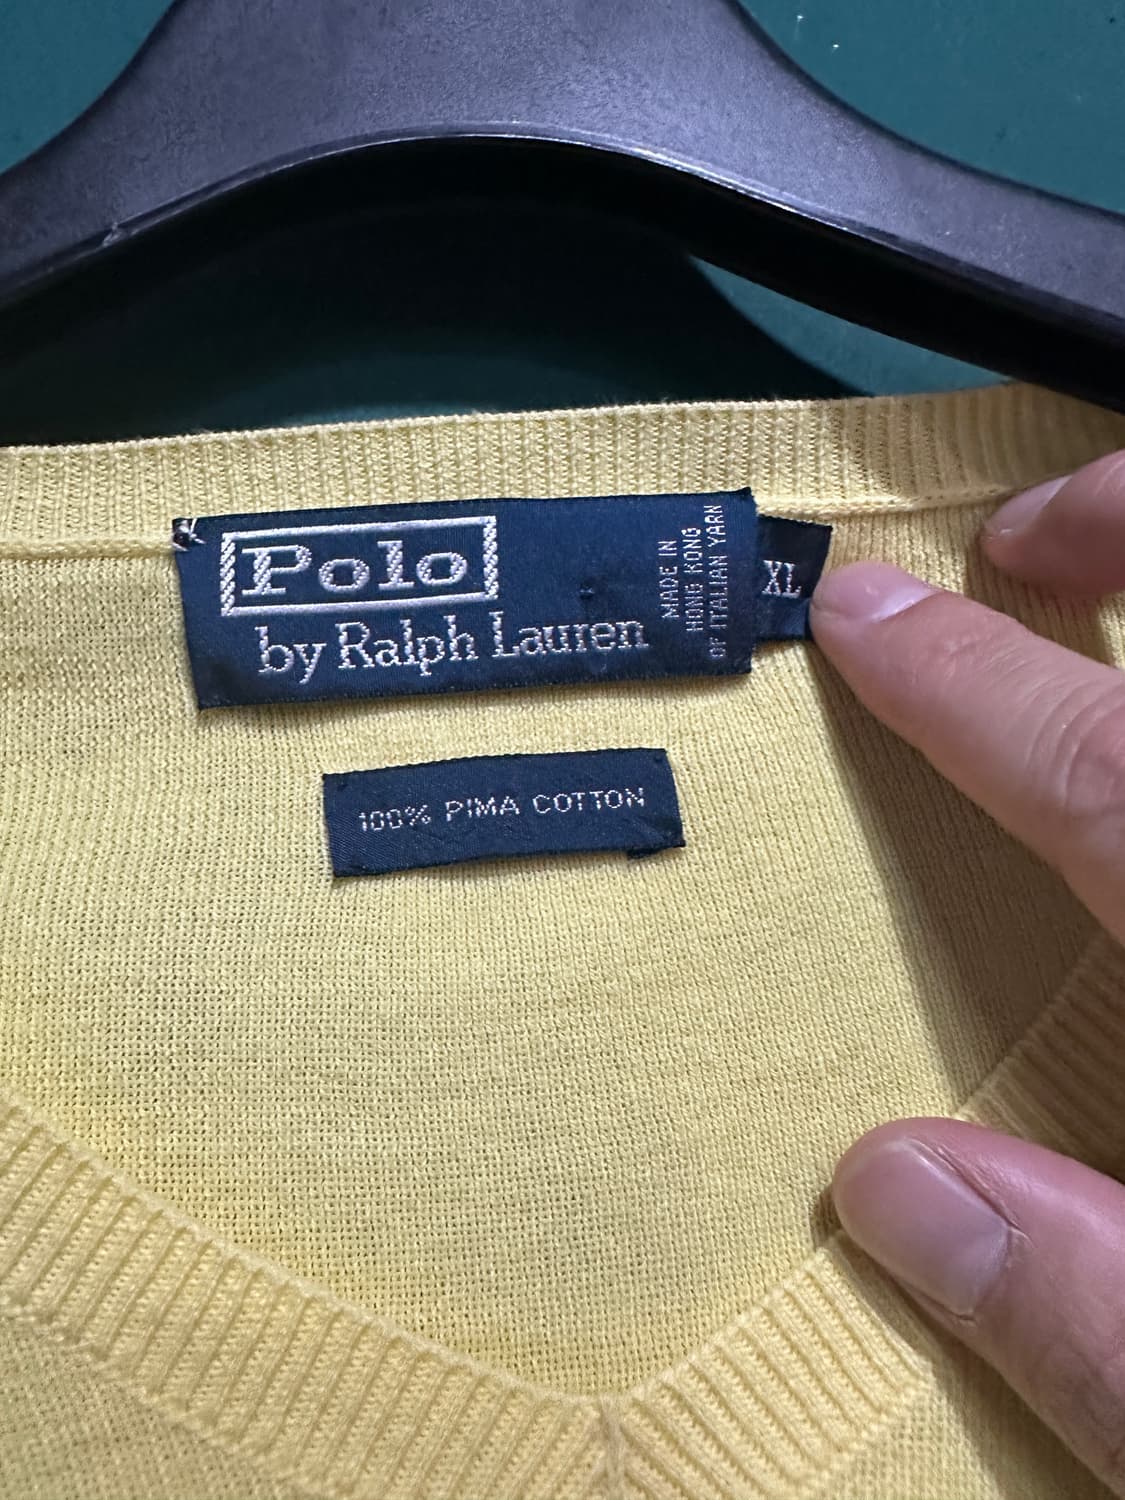 Polo
by Ralph Lauren
MADE IN
HONG KONG
OF ITALIAN YARN
XL
100% PIMA COTTON